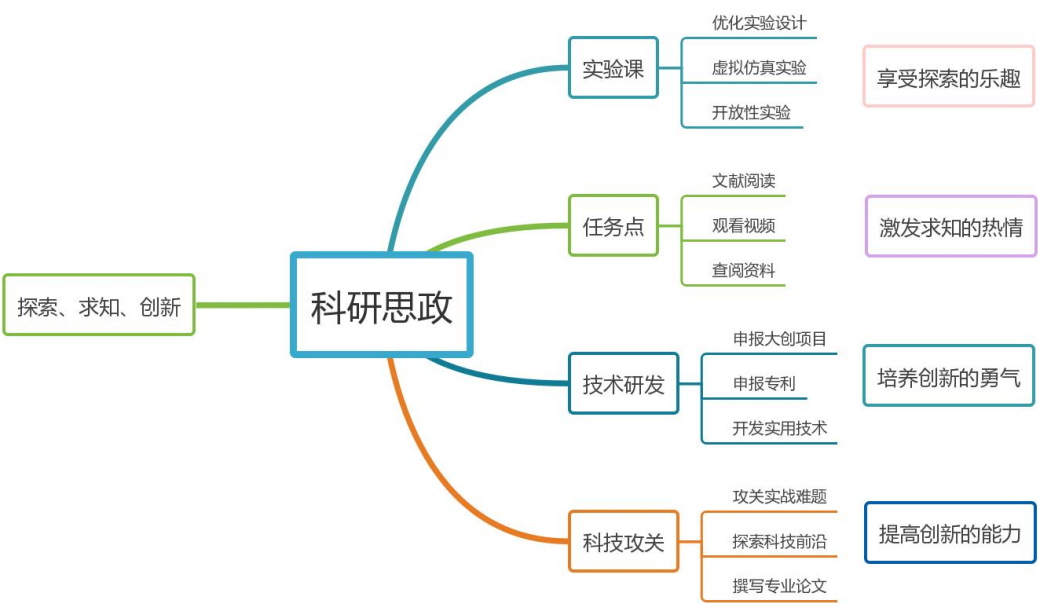 探索、求知、创新
科研思政
实验课
优化实验设计
虚拟仿真实验
开放性实验
享受探索的乐趣
任务点
文献阅读
观看视频
查阅资料
激发求知的热情
技术研发
申报大创项目
申报专利
开发实用技术
培养创新的勇气
科技攻关
攻关实战难题
探索科技前沿
撰写专业论文
提高创新的能力